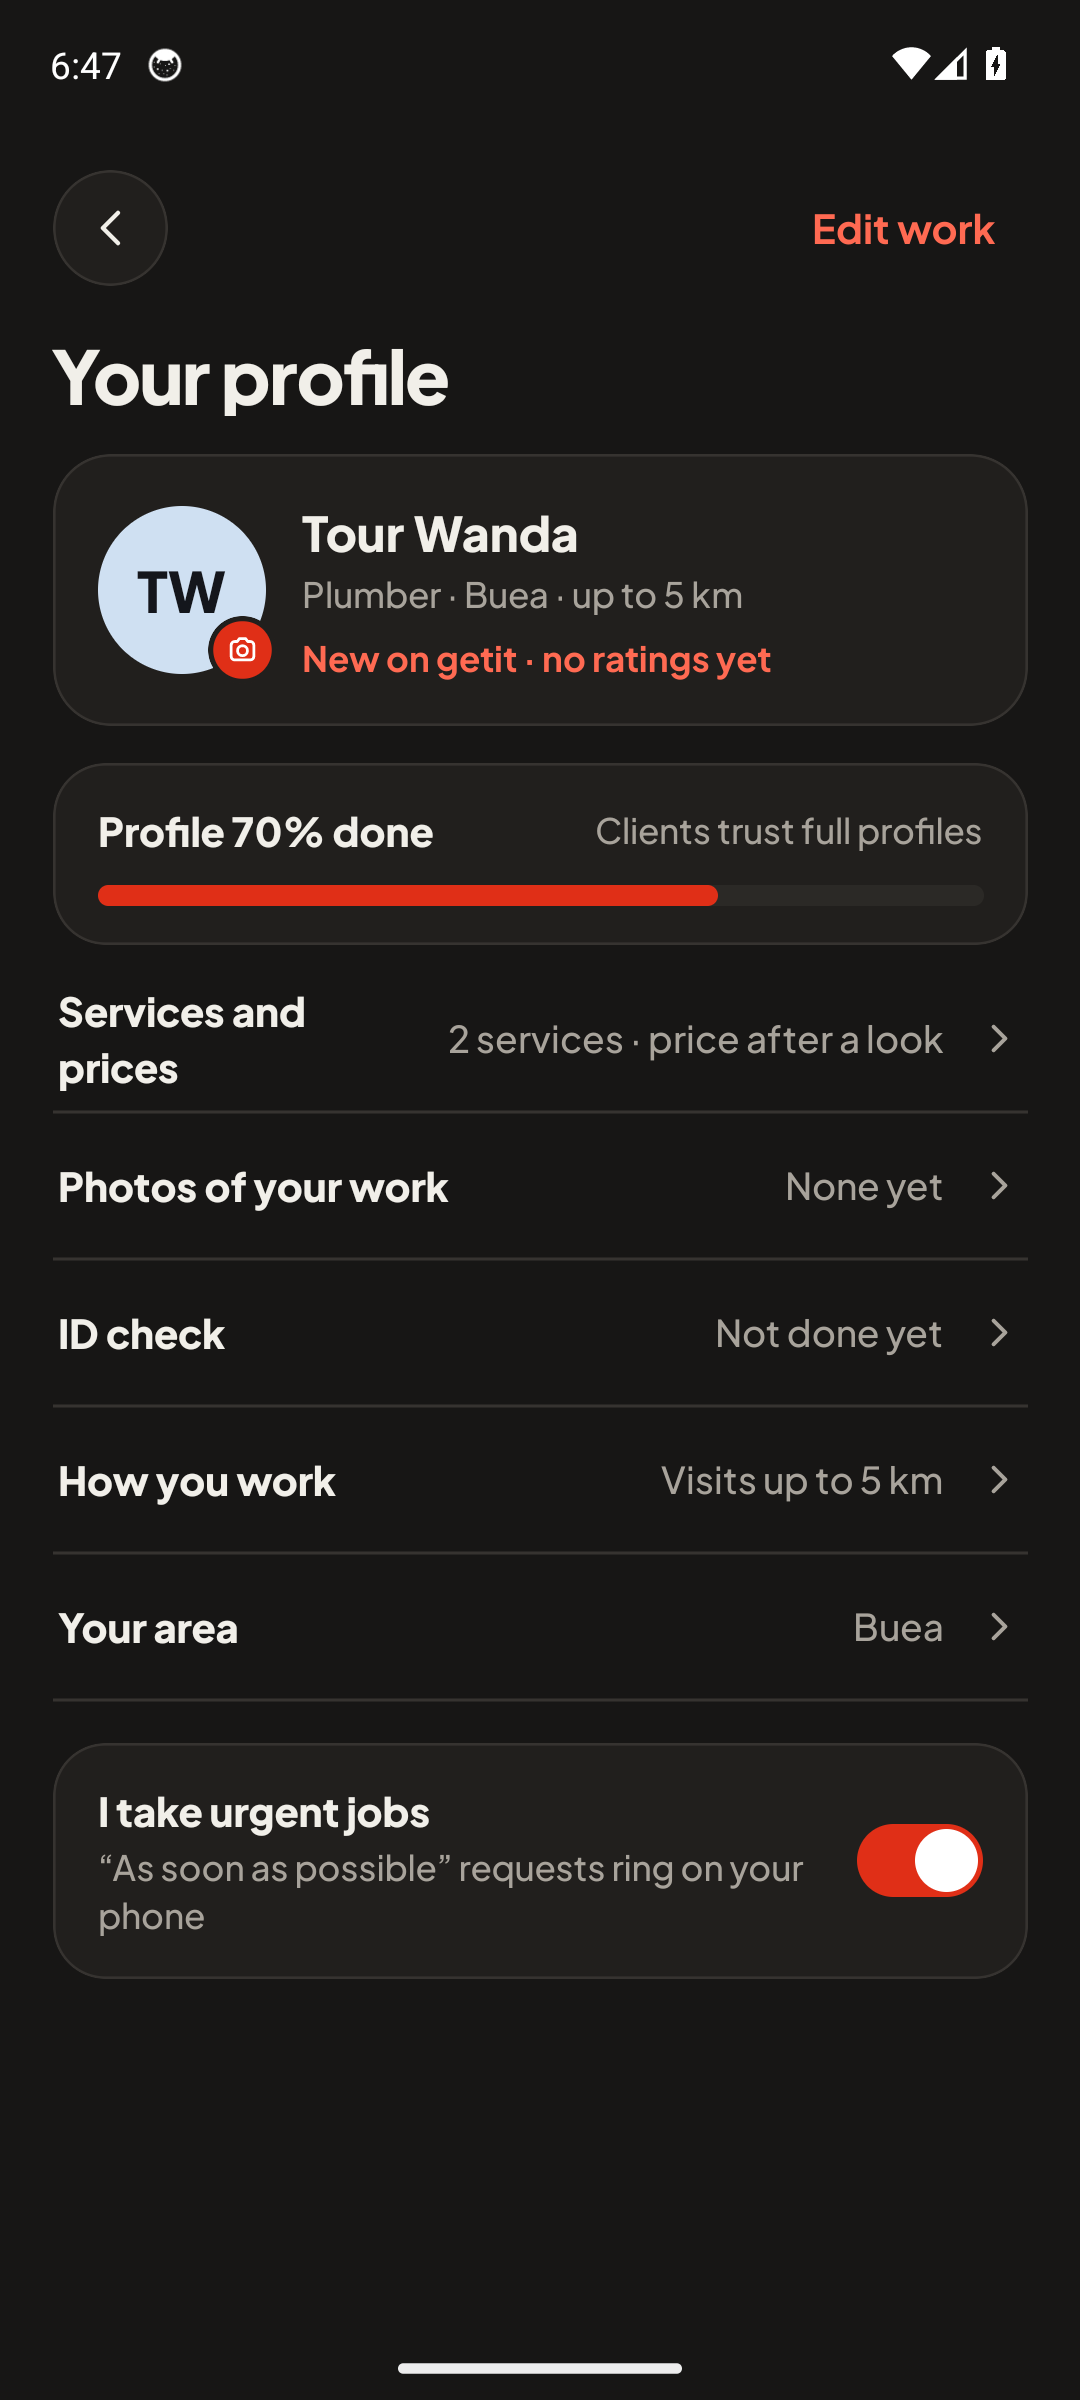 6:47
Edit work
Your profile
TW
Tour Wanda
Plumber · Buea · up to 5 km
New on getit · no ratings yet
Profile 70% done
Clients trust full profiles
Services and
prices
2 services · price after a look
Photos of your work
None yet
ID check
Not done yet
How you work
Visits up to 5 km
Your area
Buea
I take urgent jobs
“As soon as possible” requests ring on your
phone